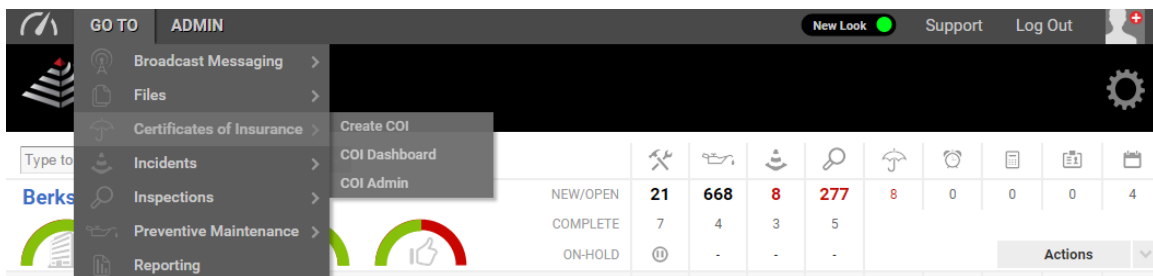 GO TO ADMIN New Look Support Log Out
Broadcast Messaging
Files
Certificates of Insurance
Create COI
COI Dashboard
COI Admin
Type to
Incidents
Inspections
Preventive Maintenance
Reporting
Berks
NEW/OPEN 21 668 8 277 8 0 0 0 4
COMPLETE 7 4 3 5
ON-HOLD - - -
Actions